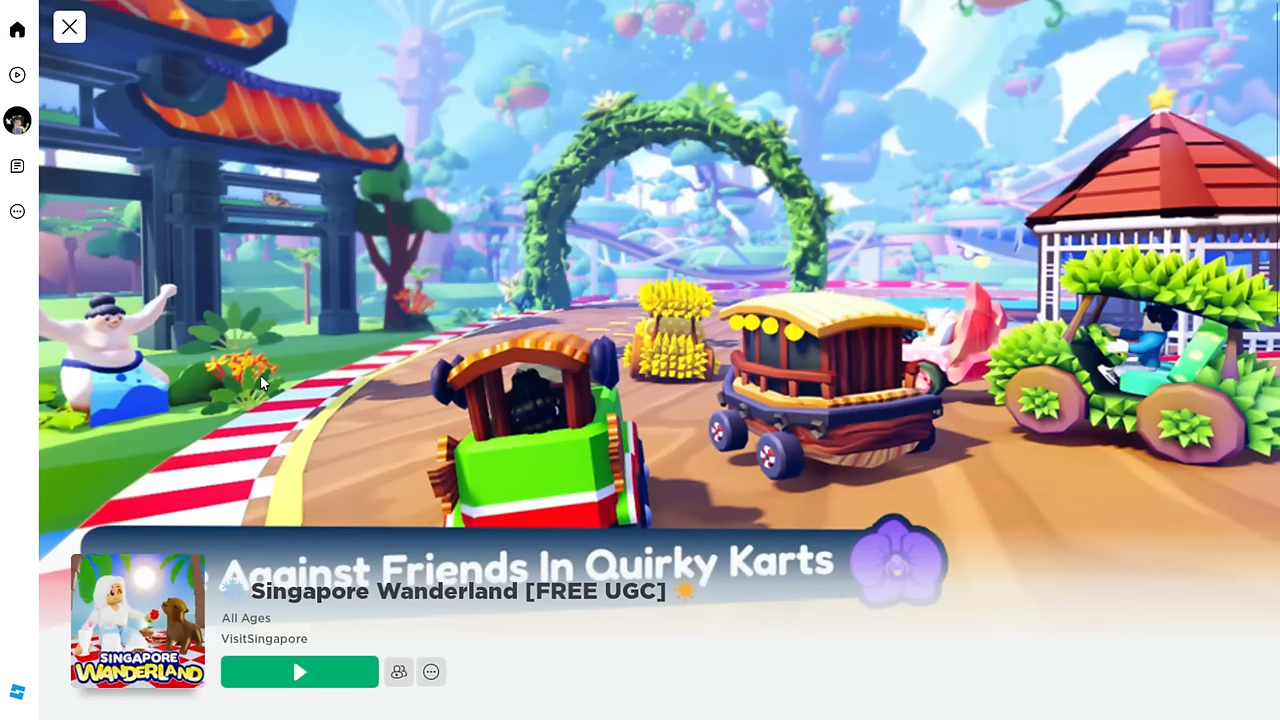 Against Friends In Quirky Karts
Singapore Wanderland [FREE UGC]
All Ages
VisitSingapore
SINGAPORE
WANDERLAND